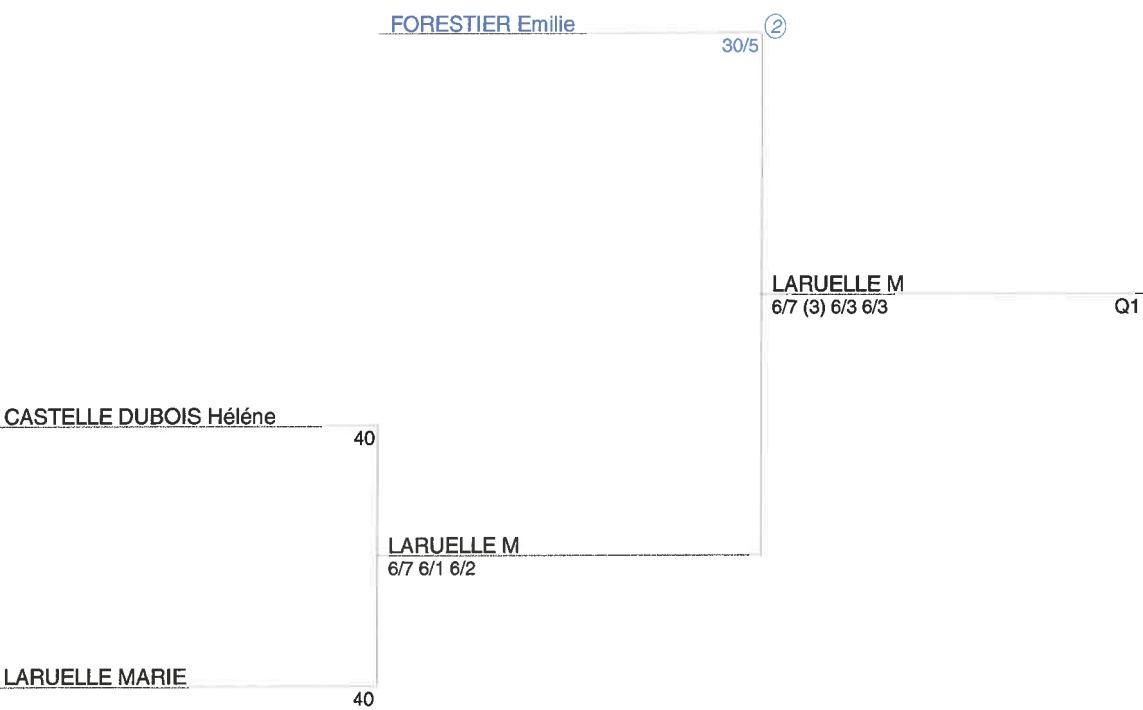 FORESTIER Emilie
2
30/5
LARUELLE M
6/7 (3) 6/3 6/3
Q1
CASTELLE DUBOIS Héléne
40
LARUELLE M
6/7 6/1 6/2
LARUELLE MARIE
40